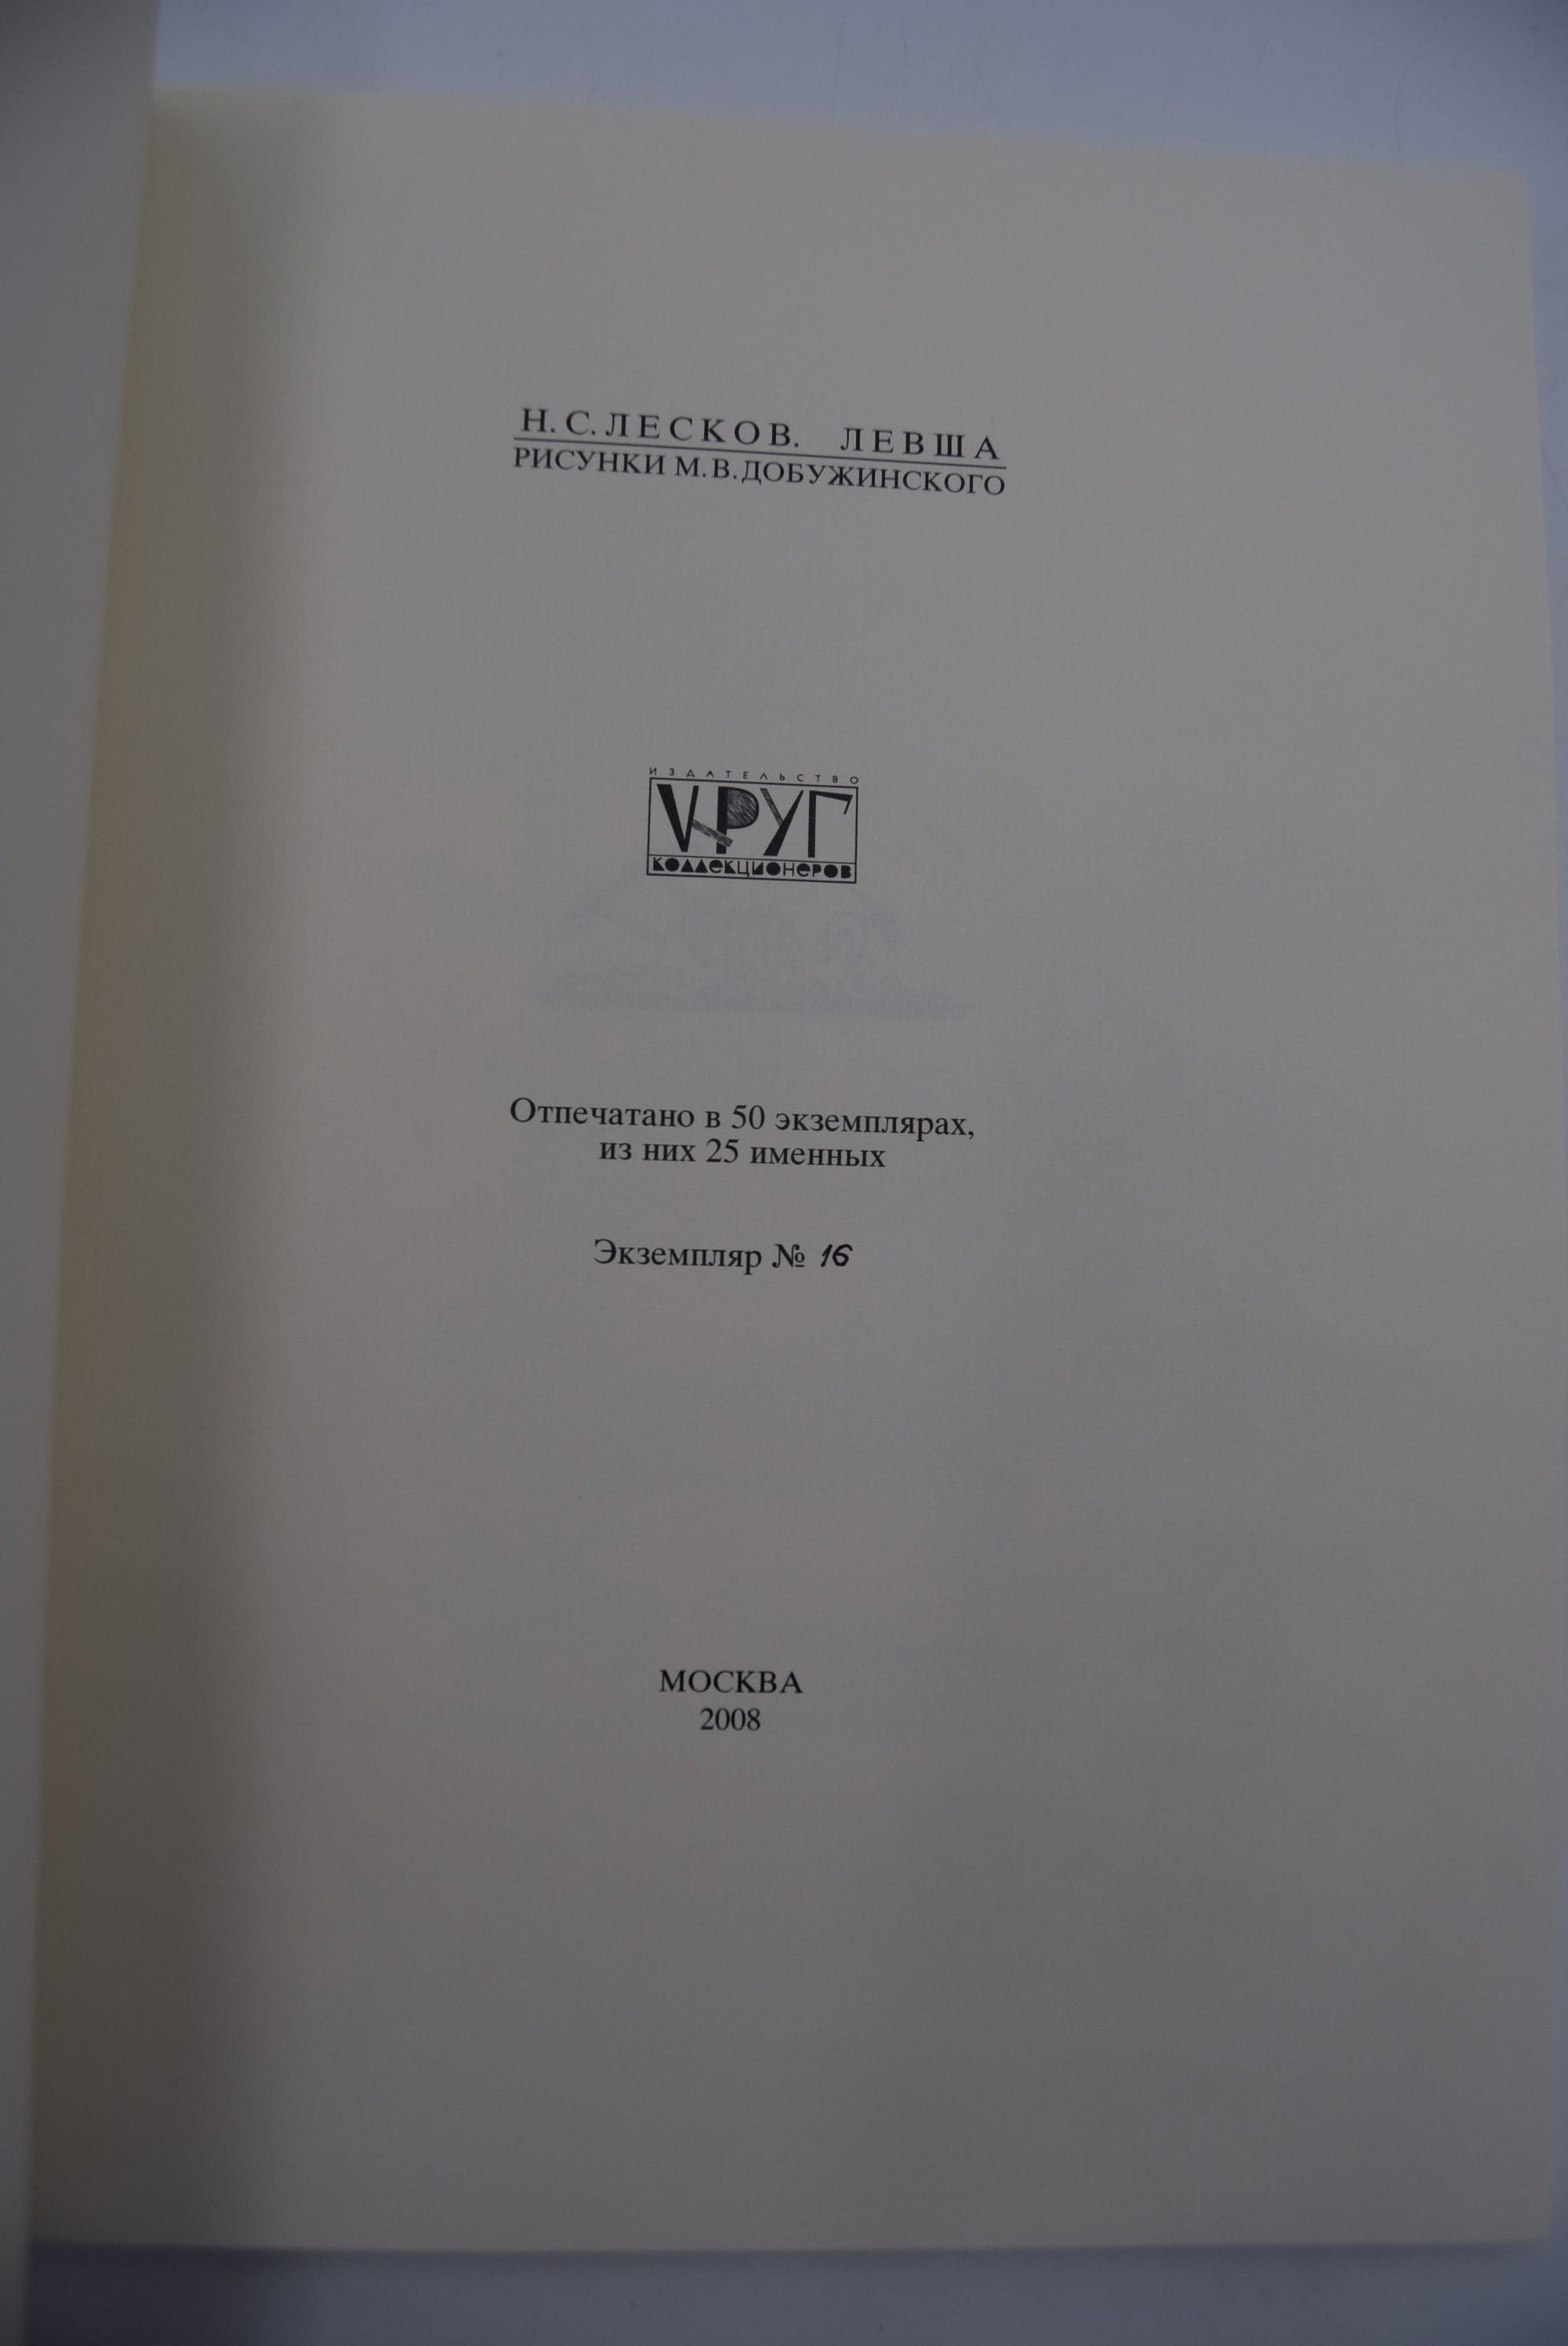 Н. С. ЛЕСКОВ. ЛЕВША
РИСУНКИ М. В. ДОБУЖИНСКОГО
ИЗДАТЕЛЬСТВО
КРУГ
КОЛЛЕКЦИОНЕРОВ
Отпечатано в 50 экземплярах,
из них 25 именных
Экземпляр № 16
МОСКВА
2008